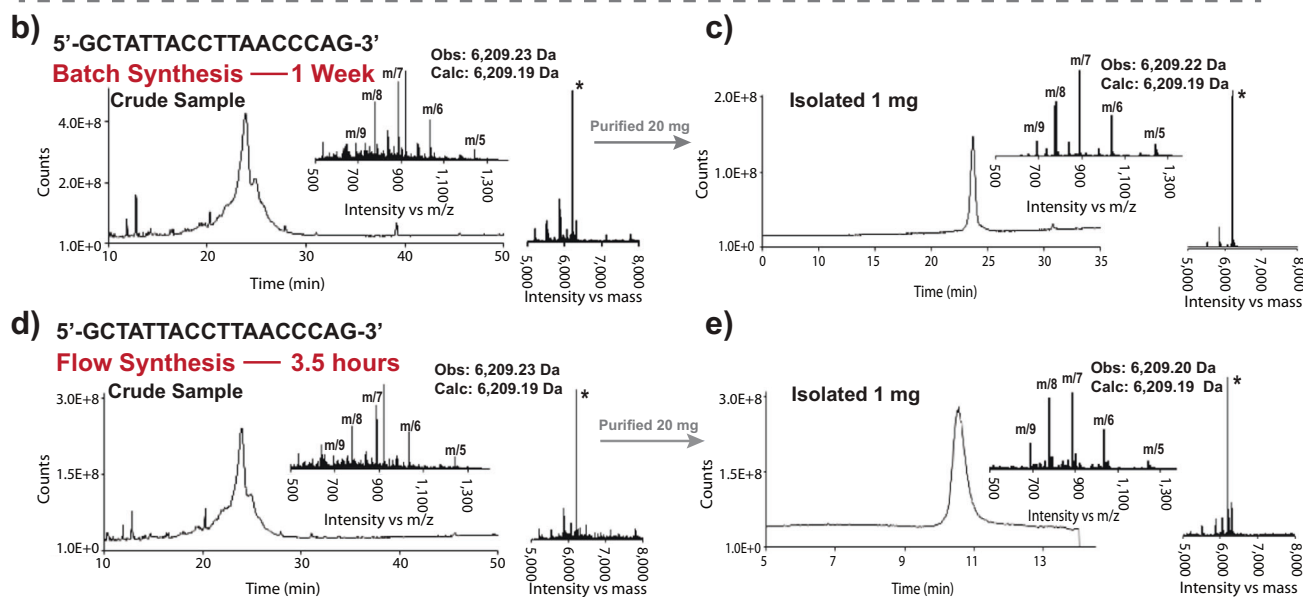 b)
5'-GCTATTACCTTAACCCAG-3'
Batch Synthesis — 1 Week
Crude Sample
Obs: 6,209.23 Da
Calc: 6,209.19 Da
4.0E+8
2.0E+8
1.0E+0
Counts
10 20 30 40 50
Time (min)
m/9 m/8 m/7 m/6 m/5
500 700 900 1,100 1,300
Intensity vs m/z
*
5,000 6,000 7,000 8,000
Intensity vs mass
Purified 20 mg
c)
Isolated 1 mg
Obs: 6,209.22 Da
Calc: 6,209.19 Da
2.0E+8
1.0E+8
1.0E+0
Counts
0 5 10 15 20 25 30 35
Time (min)
m/9 m/8 m/7 m/6 m/5
500 700 900 1,100 1,300
Intensity vs m/z
*
5,000 6,000 7,000 8,000
Intensity vs mass
d)
5'-GCTATTACCTTAACCCAG-3'
Flow Synthesis — 3.5 hours
Crude Sample
Obs: 6,209.23 Da
Calc: 6,209.19 Da
3.0E+8
1.5E+8
1.0E+0
Counts
10 20 30 40 50
Time (min)
m/9 m/8 m/7 m/6 m/5
500 700 900 1,100 1,300
Intensity vs m/z
*
5,000 6,0000 7,000 8,000
Intensity vs mass
Purified 20 mg
e)
Isolated 1 mg
Obs: 6,209.20 Da
Calc: 6,209.19 Da
3.0E+8
1.5E+8
1.0E+0
Counts
5 7 9 11 13
Time (min)
m/9 m/8 m/7 m/6 m/5
500 700 900 1,100 1,300
Intensity vs m/z
*
5,000 6,000 7,000 8,000
Intensity vs mass